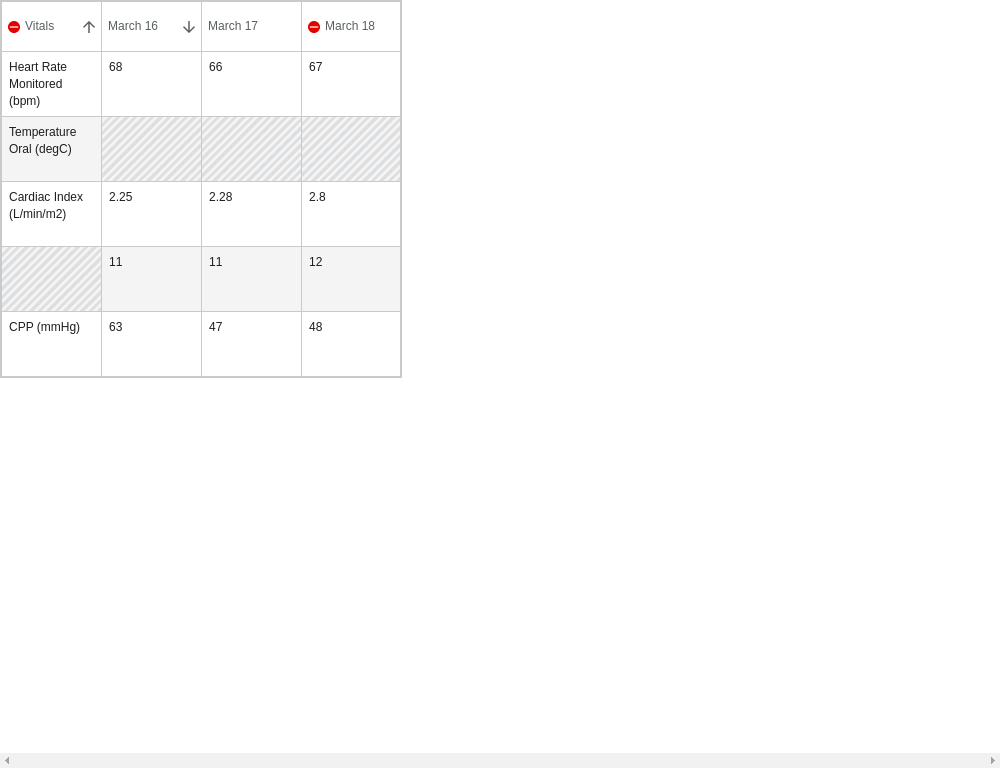 Vitals March 16 March 17 March 18
Heart Rate 68 66 67
Monitored
(bpm)
Temperature
Oral (degC)
Cardiac Index 2.25 2.28 2.8
(L/min/m2)
11 11 12
CPP (mmHg) 63 47 48